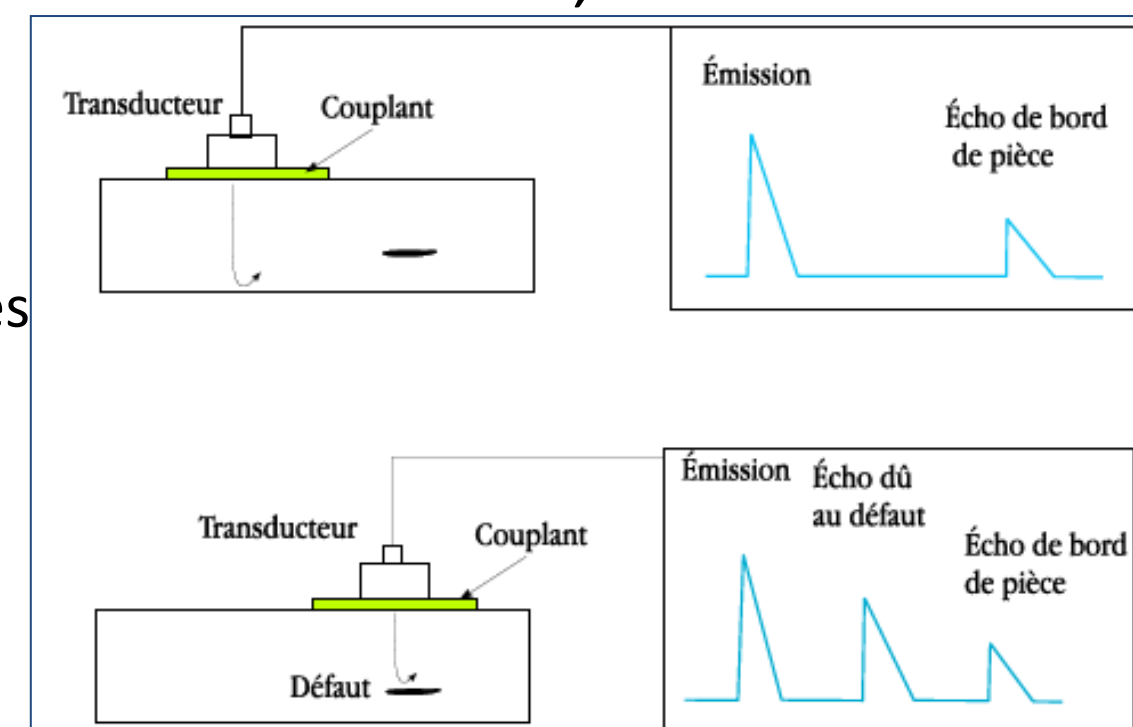 Transducteur
Couplant
Émission
Écho de bord
de pièce
es
Transducteur
Couplant
Défaut
Émission
Écho dû
au défaut
Écho de bord
de pièce